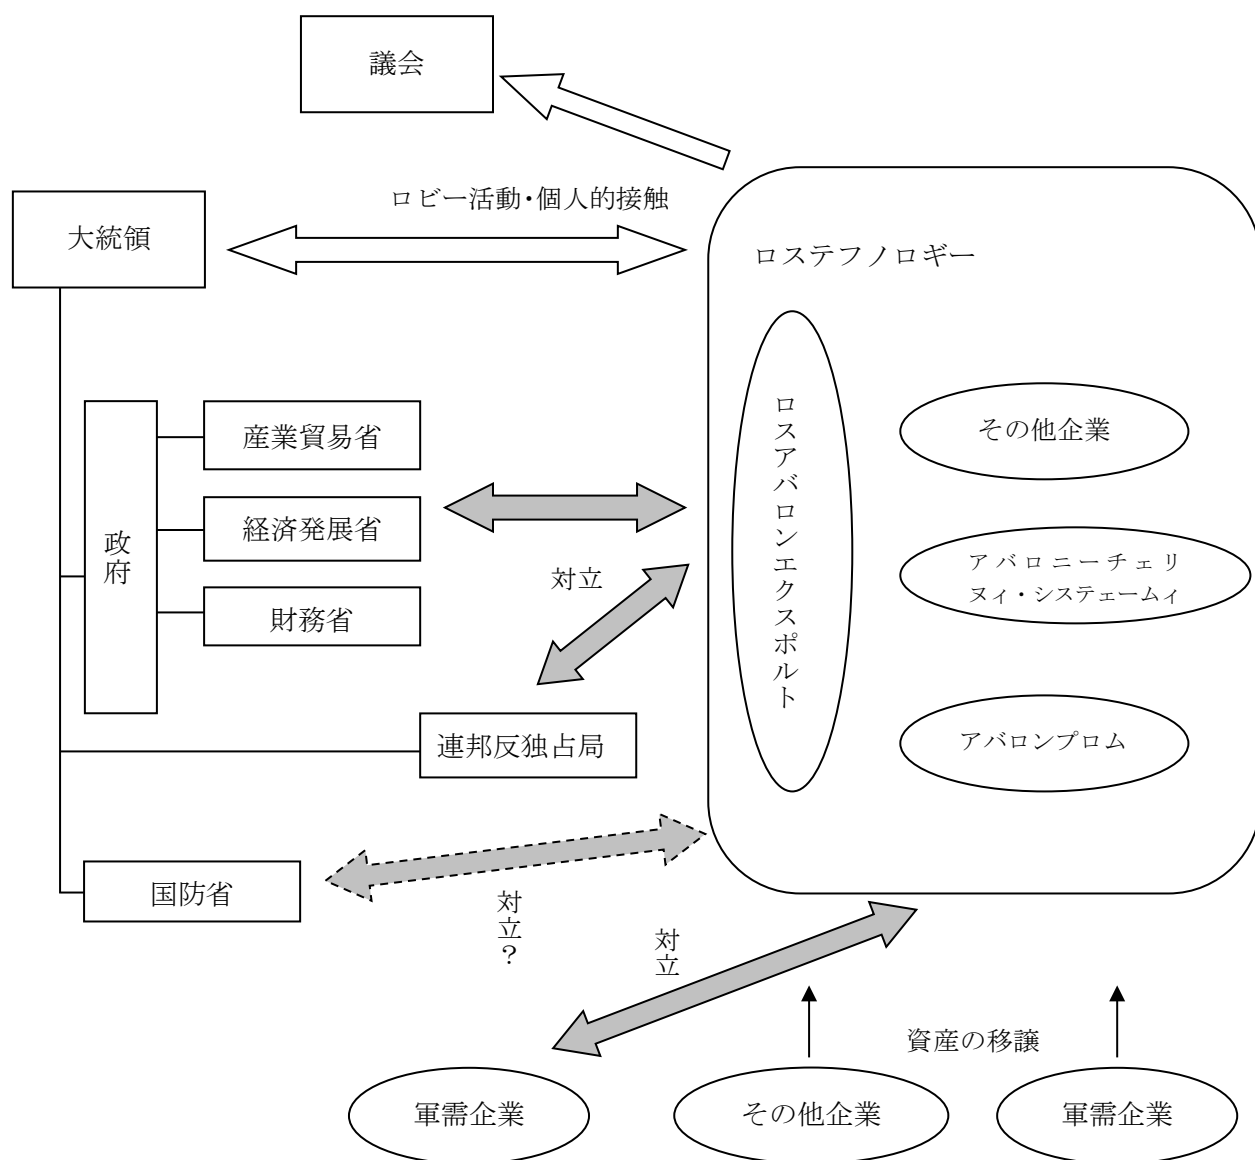 議会
ロビー活動・個人的接触
大統領
ロステフノロギー
政府
産業貿易省
経済発展省
財務省
対立
連邦反独占局
国防省
対立？
対立
ロスアバロンエクスポルト
その他企業
アバロニーチェリ
ヌィ・システェームィ
アバロンプロム
資産の移譲
軍需企業
その他企業
軍需企業